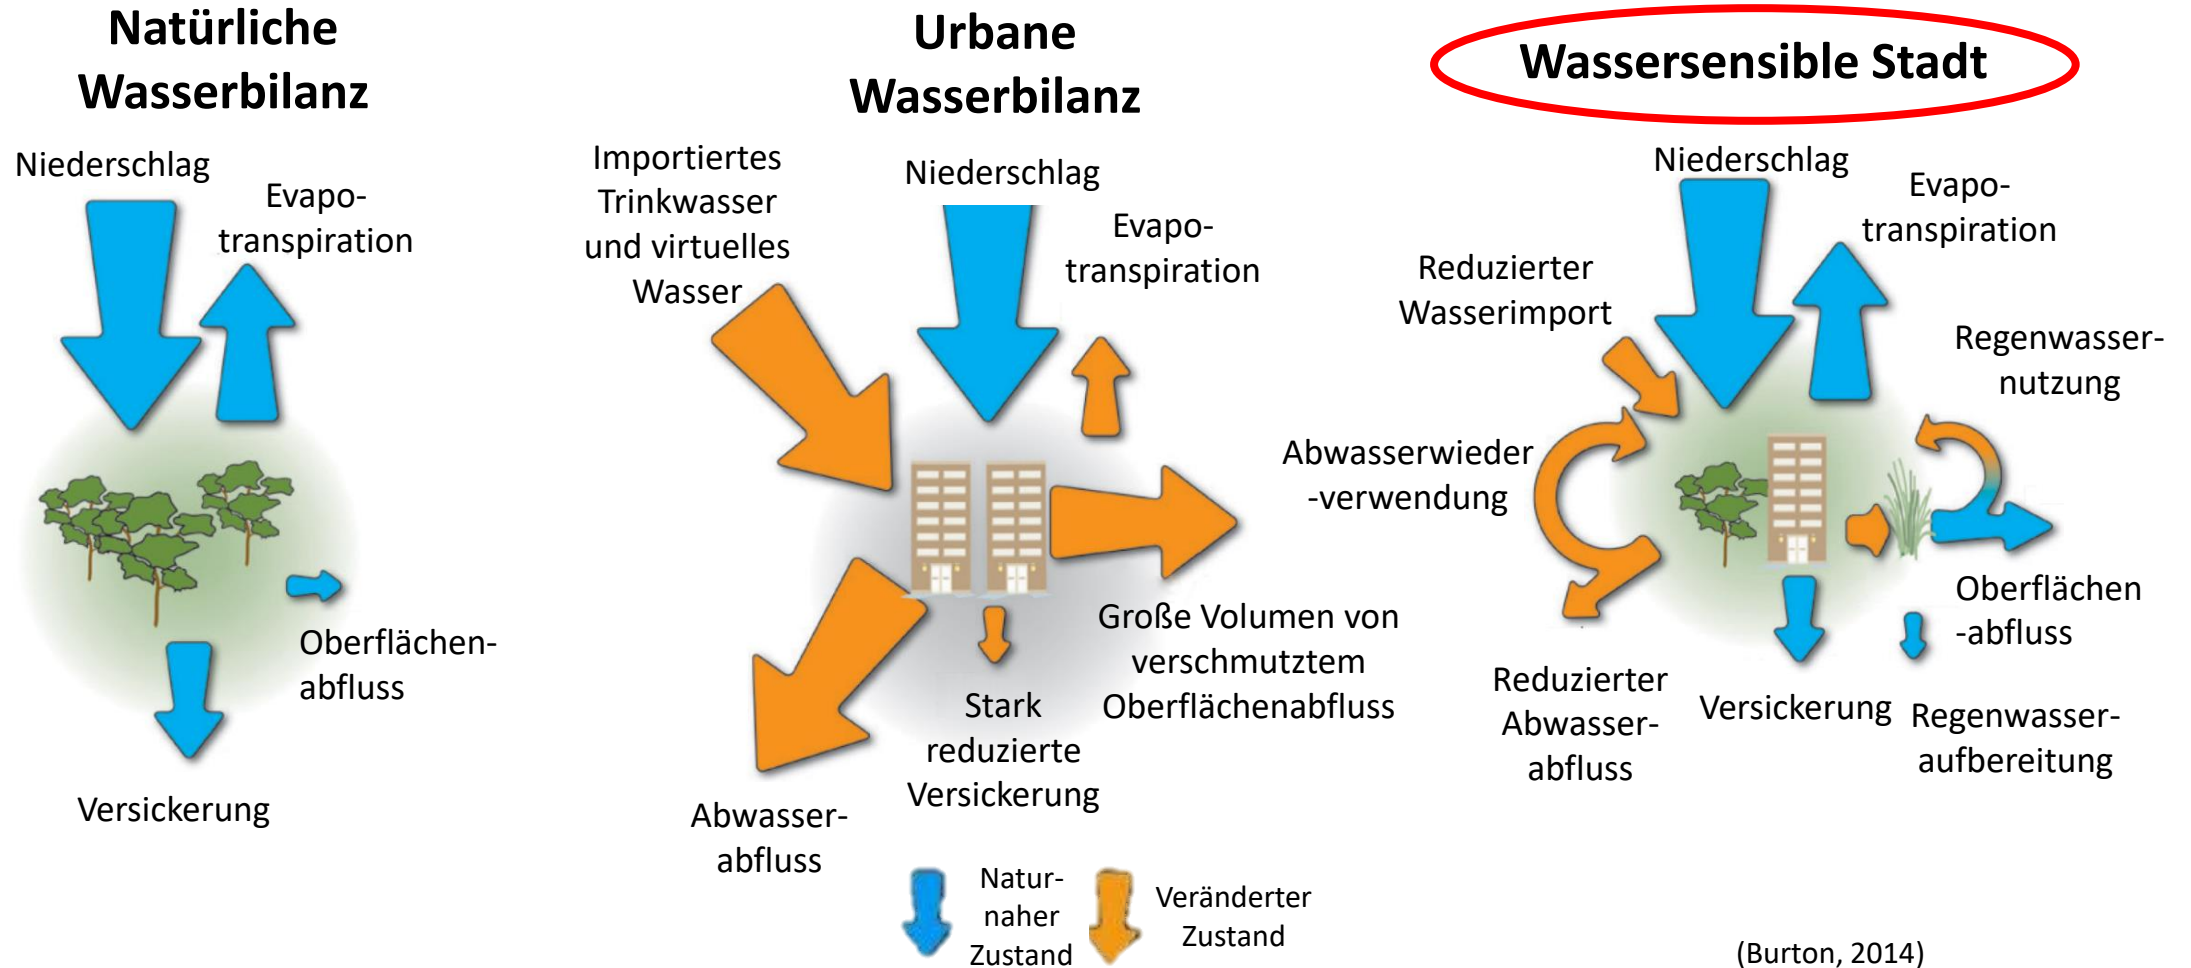 Natürliche
Wasserbilanz
Niederschlag
Evapo-
transpiration
Oberflächen-
abfluss
Versickerung
Urbane
Wasserbilanz
Importiertes
Trinkwasser
und virtuelles
Wasser
Niederschlag
Evapo-
transpiration
Große Volumen von
verschmutztem
Oberflächenabfluss
Stark
reduzierte
Versickerung
Abwasser-
abfluss
Natur-
naher
Zustand
Veränderter
Zustand
Wassersensible Stadt
Niederschlag
Evapo-
transpiration
Reduzierter
Wasserimport
Regenwasser-
nutzung
Abwasserwieder
-verwendung
Oberflächen
-abfluss
Reduzierter
Abwasser-
abfluss
Versickerung
Regenwasser-
aufbereitung
(Burton, 2014)